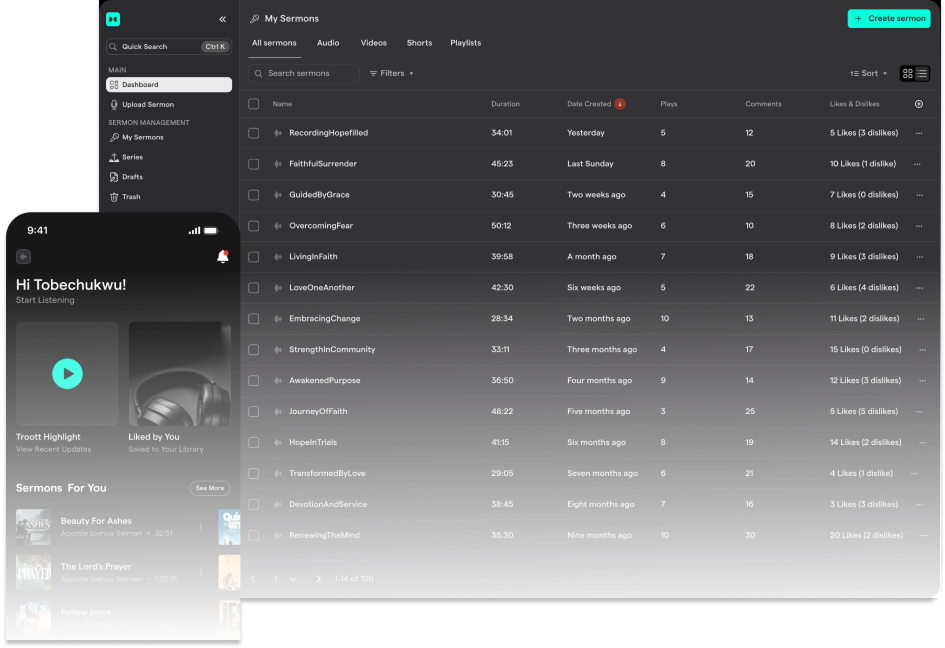 My Sermons
Create sermon
Quick Search Ctrl K
All sermons Audio Videos Shorts Playlists
MAIN
Dashboard
Upload Sermon
SERMON MANAGEMENT
My Sermons
Series
Drafts
Trash
Search sermons Filters Sort
Name Duration Date Created Plays Comments Likes & Dislikes
RecordingHopefilled 34:01 Yesterday 5 12 5 Likes (3 dislikes)
FaithfulSurrender 45:23 Last Sunday 8 20 10 Likes (1 dislike)
GuidedByGrace 30:45 Two weeks ago 4 15 7 Likes (0 dislikes)
OvercomingFear 50:12 Three weeks ago 6 10 8 Likes (2 dislikes)
LivingInFaith 39:58 A month ago 7 18 9 Likes (3 dislikes)
LoveOneAnother 42:30 Six weeks ago 5 22 6 Likes (4 dislikes)
EmbracingChange 28:34 Two months ago 10 13 11 Likes (2 dislikes)
StrengthInCommunity 33:11 Three months ago 4 17 15 Likes (0 dislikes)
AwakenedPurpose 36:50 Four months ago 9 14 12 Likes (3 dislikes)
JourneyOfFaith 48:22 Five months ago 3 25 5 Likes (5 dislikes)
HopeInTrials 41:15 Six months ago 8 19 14 Likes (2 dislikes)
TransformedByLove 29:05 Seven months ago 6 21 4 Likes (1 dislike)
DevotionAndService 38:45 Eight months ago 7 16 3 Likes (3 dislikes)
RenewingTheMind 35:30 Nine months ago 10 30 20 Likes (2 dislikes)
1 1-14 of 100
9:41
Hi Tobechukwu!
Start Listening
Troott Highlight
View Recent Updates
Liked by You
Saved to Your Library
Sermons For You See More
ASHES
Beauty For Ashes
Apostle Joshua Selman • 32:51
PRAYER
The Lord's Prayer
Apostle Joshua Selman • 1:32:51
JESUS
Follow Jesus